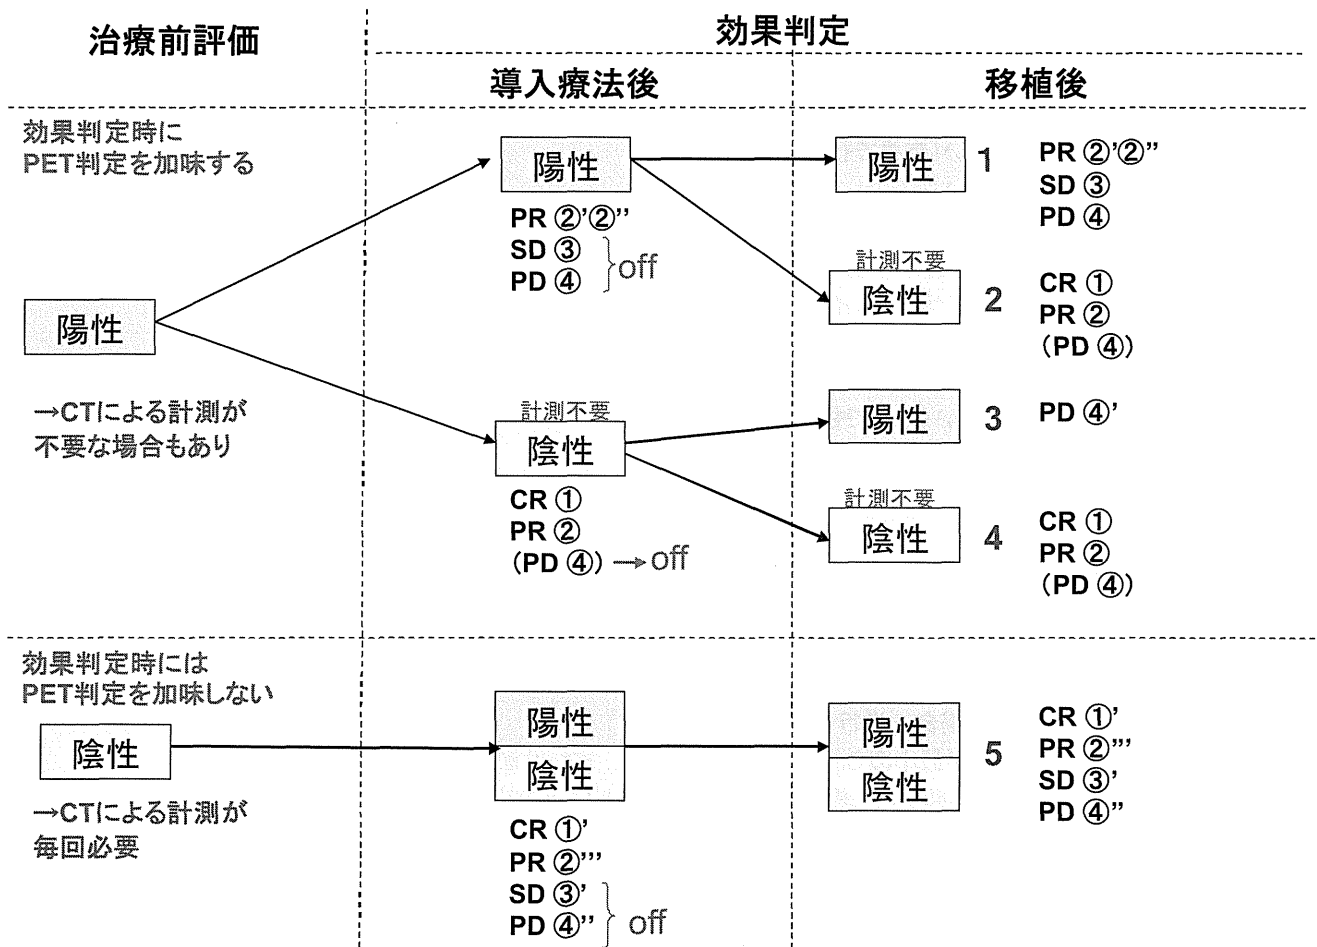 治療前評価
効果判定
導入療法後
移植後
効果判定時に
PET判定を加味する
陽性
→CTによる計測が
不要な場合もあり
陽性
PR ②'②''
SD ③
PD ④
off
計測不要
陰性
CR ①
PR ②
(PD ④) → off
陽性
1
PR ②'②''
SD ③
PD ④
計測不要
陰性
2
CR ①
PR ②
(PD ④)
陽性
3
PD ④'
計測不要
陰性
4
CR ①
PR ②
(PD ④)
効果判定時には
PET判定を加味しない
陰性
→CTによる計測が
毎回必要
陽性
陰性
CR ①'
PR ②'''
SD ③'
PD ④''
off
陽性
陰性
5
CR ①'
PR ②'''
SD ③'
PD ④''